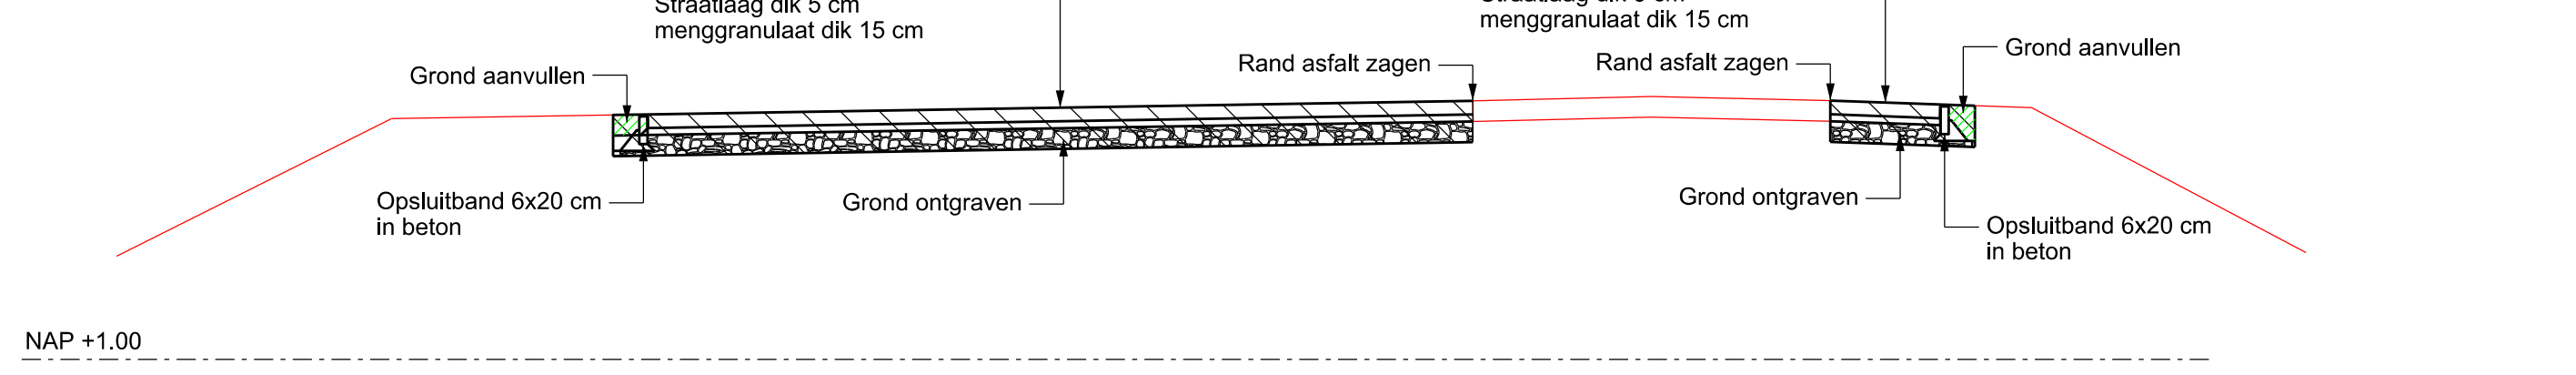 Straatlaag dik 5 cm
menggranulaat dik 15 cm
menggranulaat dik 15 cm
Grond aanvullen
Rand asfalt zagen
Rand asfalt zagen
Grond aanvullen
Opsluitband 6x20 cm
in beton
Grond ontgraven
Grond ontgraven
Opsluitband 6x20 cm
in beton
NAP +1.00